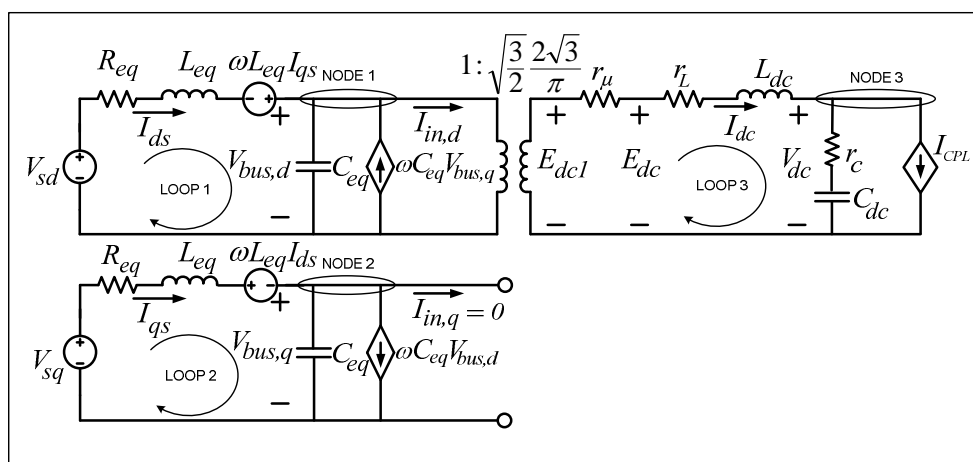 R_eq L_eq ωL_eq I_qs NODE 1
1:√(3/2) 2√3/π
r_μ r_L L_dc NODE 3
I_ds I_in,d I_dc
+ + + +
V_sd LOOP 1 V_bus,d C_eq ωC_eq V_bus,q E_dc1 E_dc LOOP 3 V_dc r_c C_dc I_CPL
− − − −
R_eq L_eq ωL_eq I_ds NODE 2
I_qs + I_in,q = 0
V_sq LOOP 2 V_bus,q C_eq ωC_eq V_bus,d
−